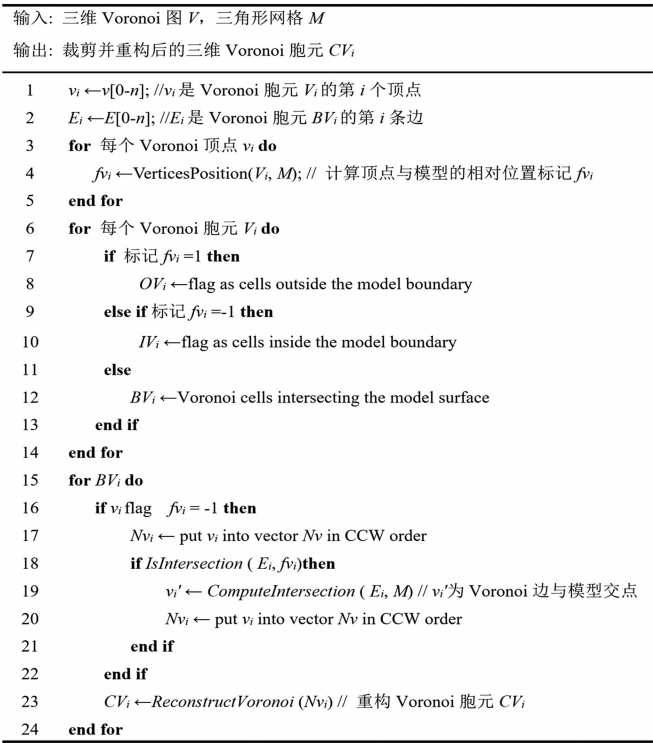 输入: 三维 Voronoi 图 V，三角形网格 M
输出: 裁剪并重构后的三维 Voronoi 胞元 CVi
1 vi ←v[0-n]; //vi 是 Voronoi 胞元 Vi 的第 i 个顶点
2 Ei ←E[0-n]; //Ei 是 Voronoi 胞元 BVi 的第 i 条边
3 for 每个 Voronoi 顶点 vi do
4 fvi ←VerticesPosition(Vi, M); // 计算顶点与模型的相对位置标记 fvi
5 end for
6 for 每个 Voronoi 胞元 Vi do
7 if 标记 fvi =1 then
8 OVi ←flag as cells outside the model boundary
9 else if 标记 fvi =-1 then
10 IVi ←flag as cells inside the model boundary
11 else
12 BVi ←Voronoi cells intersecting the model surface
13 end if
14 end for
15 for BVi do
16 if vi flag fvi = -1 then
17 Nvi ← put vi into vector Nv in CCW order
18 if IsIntersection ( Ei, fvi)then
19 vi′ ← ComputeIntersection ( Ei, M) // vi′为 Voronoi 边与模型交点
20 Nvi ← put vi into vector Nv in CCW order
21 end if
22 end if
23 CVi ←ReconstructVoronoi (Nvi) // 重构 Voronoi 胞元 CVi
24 end for